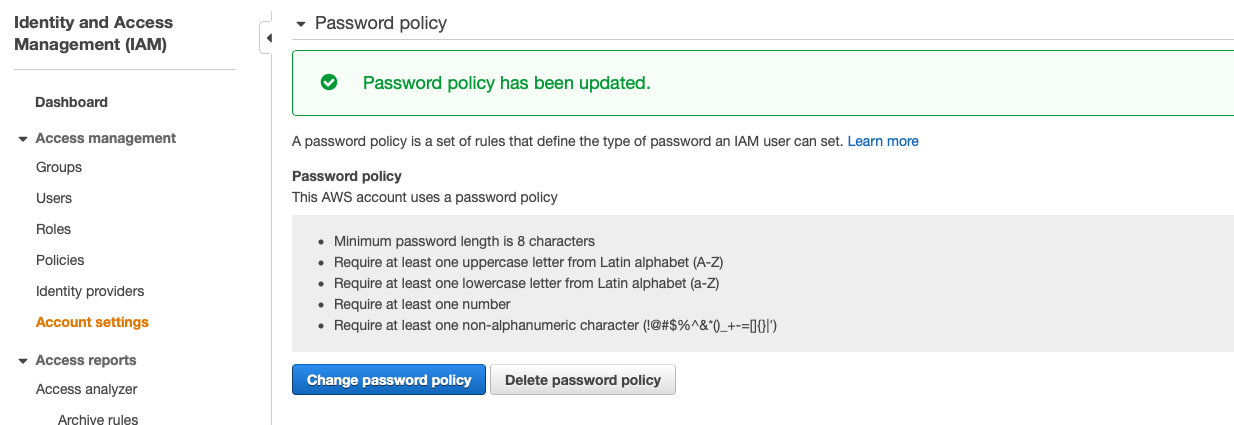 Identity and Access
Management (IAM)
Dashboard
Access management
Groups
Users
Roles
Policies
Identity providers
Account settings
Access reports
Access analyzer
Archive rules
Password policy
Password policy has been updated.
A password policy is a set of rules that define the type of password an IAM user can set. Learn more
Password policy
This AWS account uses a password policy
• Minimum password length is 8 characters
• Require at least one uppercase letter from Latin alphabet (A-Z)
• Require at least one lowercase letter from Latin alphabet (a-Z)
• Require at least one number
• Require at least one non-alphanumeric character (!@#$%^&*()_+-=[]{}|')
Change password policy
Delete password policy